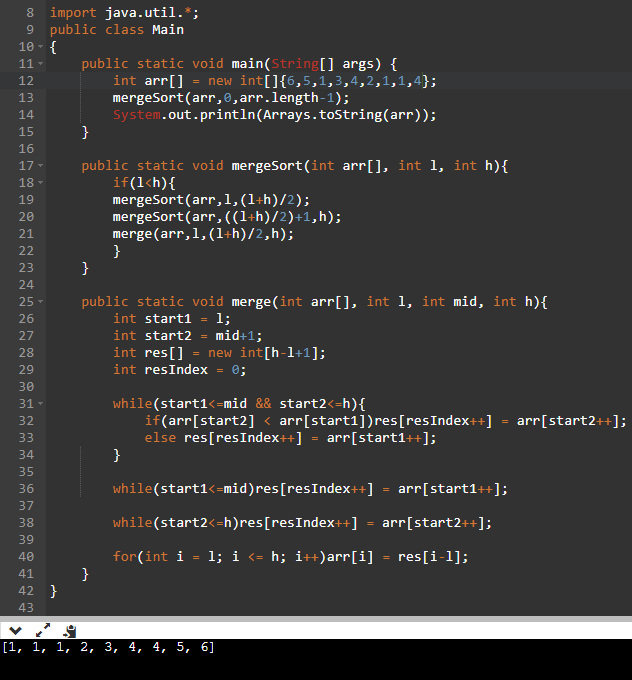 8 import java.util.*;
9 public class Main
10 {
11 public static void main(String[] args) {
12 int arr[] = new int[]{6,5,1,3,4,2,1,1,4};
13 mergeSort(arr,0,arr.length-1);
14 System.out.println(Arrays.toString(arr));
15 }
16
17 public static void mergeSort(int arr[], int l, int h){
18 if(l<h){
19 mergeSort(arr,l,(l+h)/2);
20 mergeSort(arr,((l+h)/2)+1,h);
21 merge(arr,l,(l+h)/2,h);
22 }
23 }
24
25 public static void merge(int arr[], int l, int mid, int h){
26 int start1 = l;
27 int start2 = mid+1;
28 int res[] = new int[h-l+1];
29 int resIndex = 0;
30
31 while(start1<=mid && start2<=h){
32 if(arr[start2] < arr[start1])res[resIndex++] = arr[start2++];
33 else res[resIndex++] = arr[start1++];
34 }
35
36 while(start1<=mid)res[resIndex++] = arr[start1++];
37
38 while(start2<=h)res[resIndex++] = arr[start2++];
39
40 for(int i = l; i <= h; i++)arr[i] = res[i-l];
41 }
42 }
43
[1, 1, 1, 2, 3, 4, 4, 5, 6]